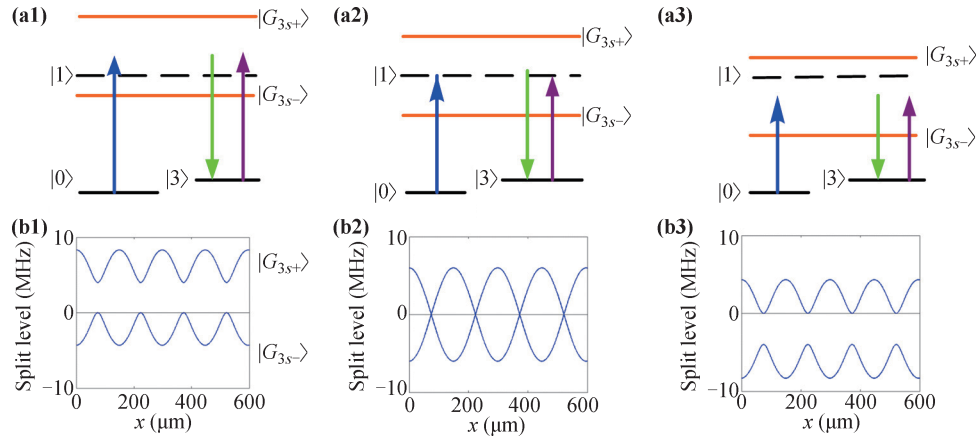 (a1)
|G3s+⟩
|1⟩
|G3s−⟩
|0⟩
|3⟩
(a2)
|G3s+⟩
|1⟩
|G3s−⟩
|0⟩
|3⟩
(a3)
|G3s+⟩
|1⟩
|G3s−⟩
|0⟩
|3⟩
(b1)
10
0
−10
Split level (MHz)
|G3s+⟩
|G3s−⟩
0 200 400 600
x (μm)
(b2)
10
0
−10
Split level (MHz)
0 200 400 600
x (μm)
(b3)
10
0
−10
Split level (MHz)
0 200 400 600
x (μm)